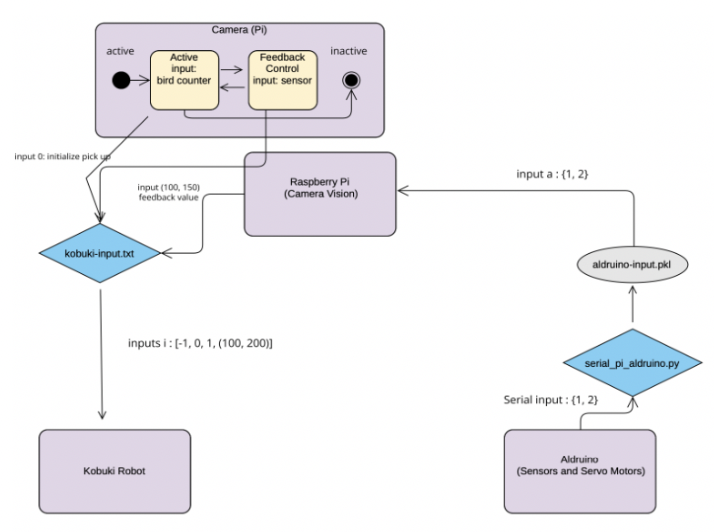 Camera (Pi)
active
inactive
Active
input:
bird counter
Feedback
Control
input: sensor
input 0: initialize pick up
input (100, 150)
feedback value
Raspberry Pi
(Camera Vision)
input a : {1, 2}
kobuki-input.txt
aldruino-input.pkl
inputs i : [-1, 0, 1, (100, 200)]
serial_pi_aldruino.py
Serial input : {1, 2}
Kobuki Robot
Aldruino
(Sensors and Servo Motors)